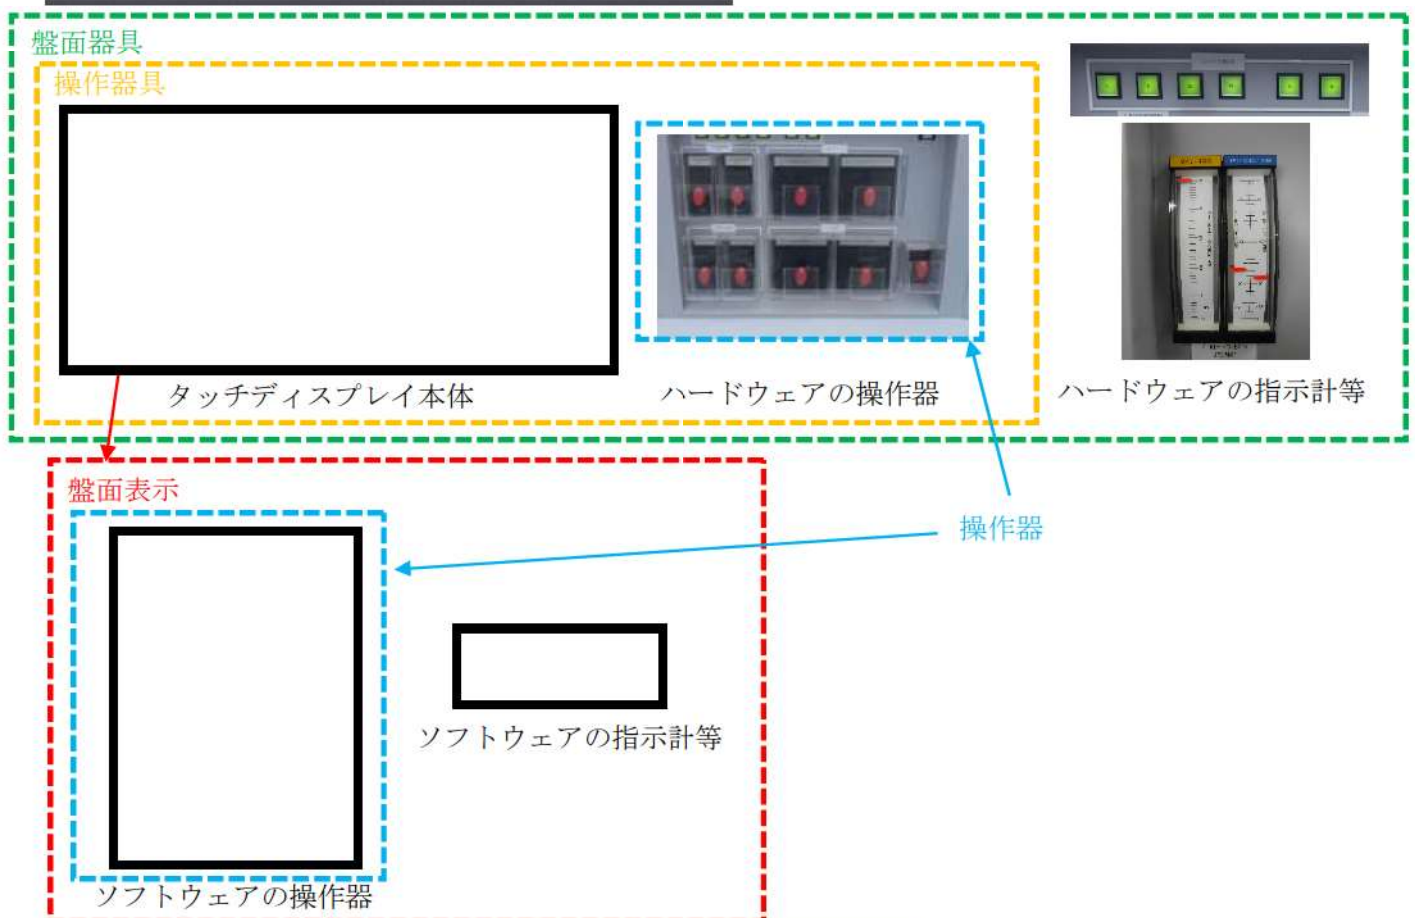 盤面器具
操作器具
タッチディスプレイ本体
ハードウェアの操作器
ハードウェアの指示計等
盤面表示
操作器
ソフトウェアの指示計等
ソフトウェアの操作器